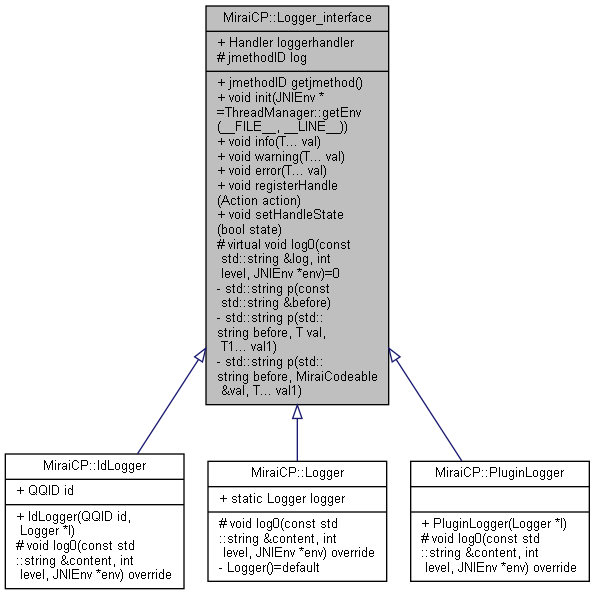 MiraiCP::Logger_interface
+ Handler loggerhandler
# jmethodID log
+ jmethodID getjmethod()
+ void init(JNIEnv *
=ThreadManager::getEnv
(__FILE__, __LINE__))
+ void info(T... val)
+ void warning(T... val)
+ void error(T... val)
+ void registerHandle
(Action action)
+ void setHandleState
(bool state)
# virtual void log0(const
std::string &log, int
level, JNIEnv *env)=0
- std::string p(const
std::string &before)
- std::string p(std::
string before, T val,
T1... val1)
- std::string p(std::
string before, MiraiCodeable
&val, T... val1)
MiraiCP::IdLogger
+ QQID id
+ IdLogger(QQID id,
Logger *l)
# void log0(const std
::string &content, int
level, JNIEnv *env) override
MiraiCP::Logger
+ static Logger logger
# void log0(const std
::string &content, int
level, JNIEnv *env) override
- Logger()=default
MiraiCP::PluginLogger
+ PluginLogger(Logger *l)
# void log0(const std
::string &content, int
level, JNIEnv *env) override